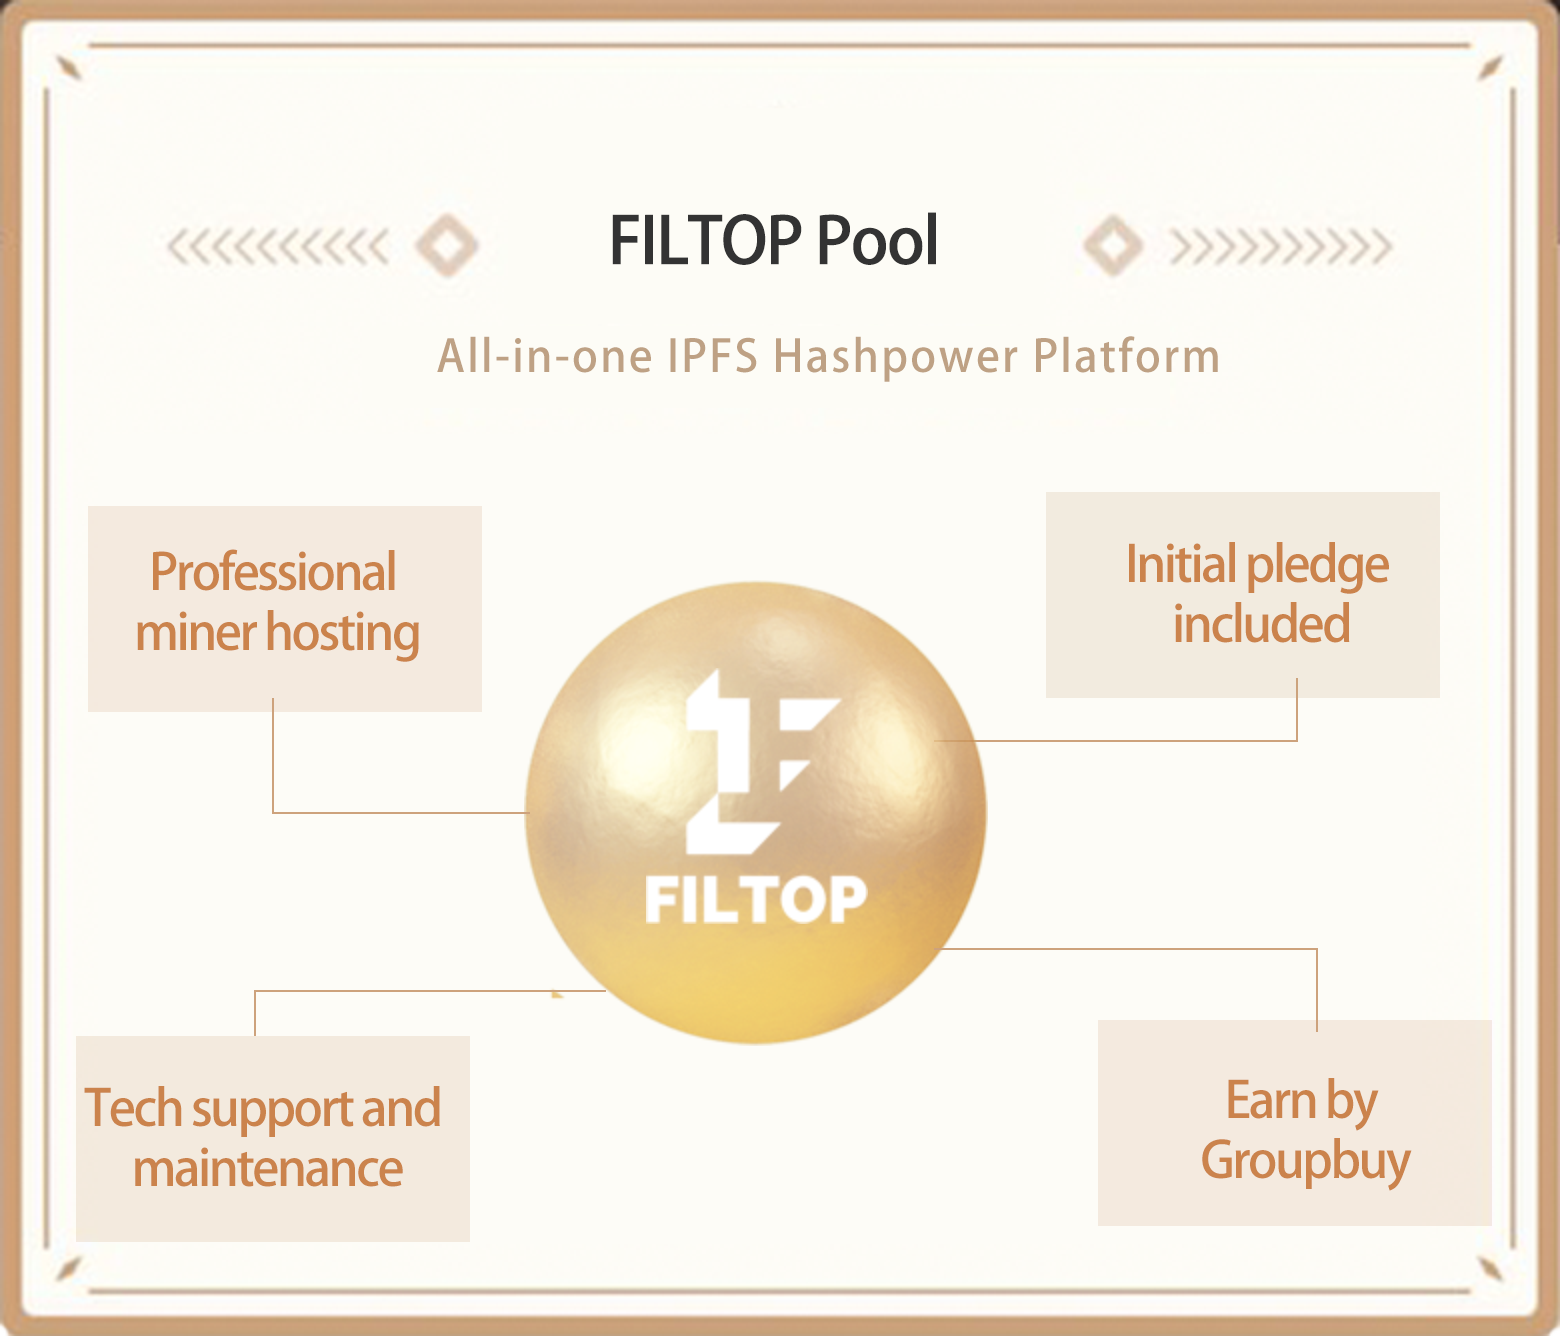 FILTOP Pool
All-in-one IPFS Hashpower Platform
Professional
miner hosting
Initial pledge
included
FILTOP
Tech support and
maintenance
Earn by
Groupbuy